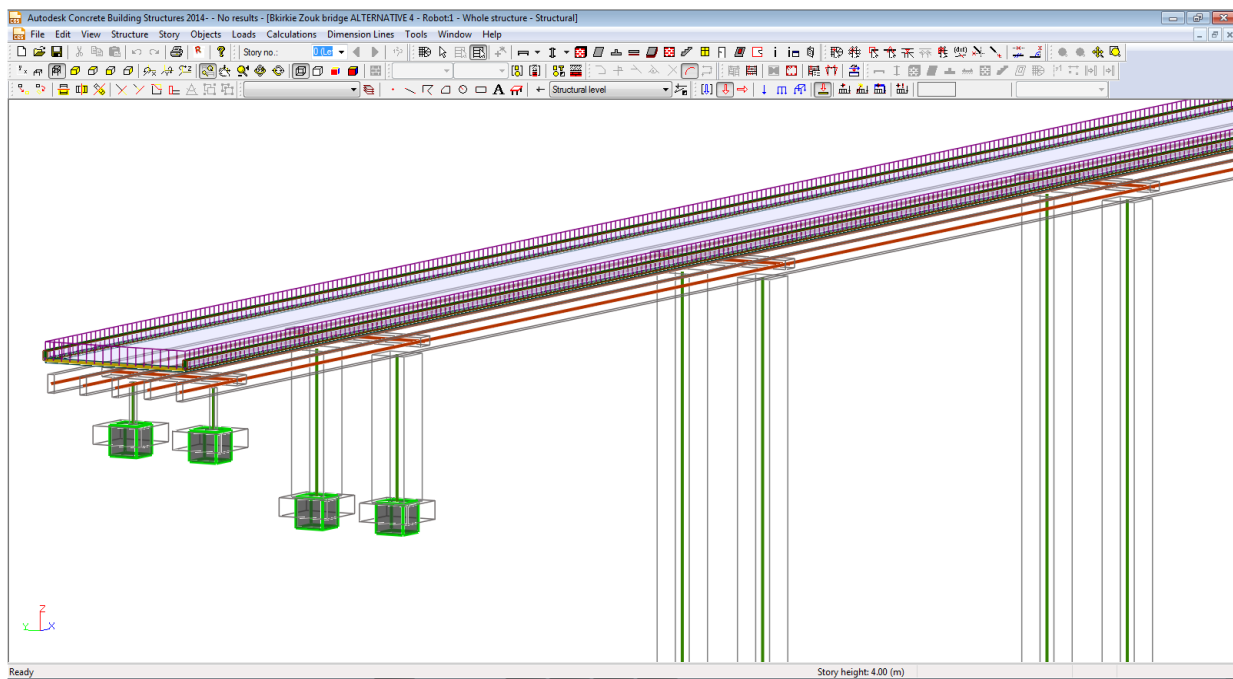 Autodesk Concrete Building Structures 2014- - No results - [Bkirkie Zouk bridge ALTERNATIVE 4 - Robot:1 - Whole structure - Structural]
File Edit View Structure Story Objects Loads Calculations Dimension Lines Tools Window Help
Story no.:
Structural level
Z
Y X
Ready Story height: 4.00 (m)